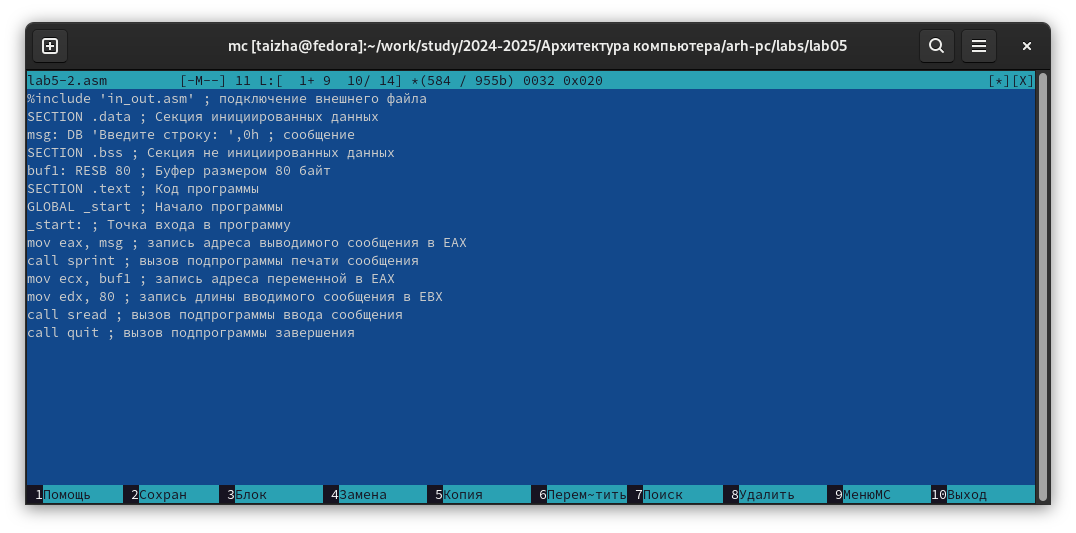 mc [taizha@fedora]:~/work/study/2024-2025/Архитектура компьютера/arh-pc/labs/lab05
lab5-2.asm [-M--] 11 L:[ 1+ 9 10/ 14] *(584 / 955b) 0032 0x020 [*][X]
%include 'in_out.asm' ; подключение внешнего файла
SECTION .data ; Секция инициированных данных
msg: DB 'Введите строку: ',0h ; сообщение
SECTION .bss ; Секция не инициированных данных
buf1: RESB 80 ; Буфер размером 80 байт
SECTION .text ; Код программы
GLOBAL _start ; Начало программы
_start: ; Точка входа в программу
mov eax, msg ; запись адреса выводимого сообщения в EAX
call sprint ; вызов подпрограммы печати сообщения
mov ecx, buf1 ; запись адреса переменной в EAX
mov edx, 80 ; запись длины вводимого сообщения в EBX
call sread ; вызов подпрограммы ввода сообщения
call quit ; вызов подпрограммы завершения
1Помощь 2Сохран 3Блок 4Замена 5Копия 6Перем~тить 7Поиск 8Удалить 9МенюMC 10Выход